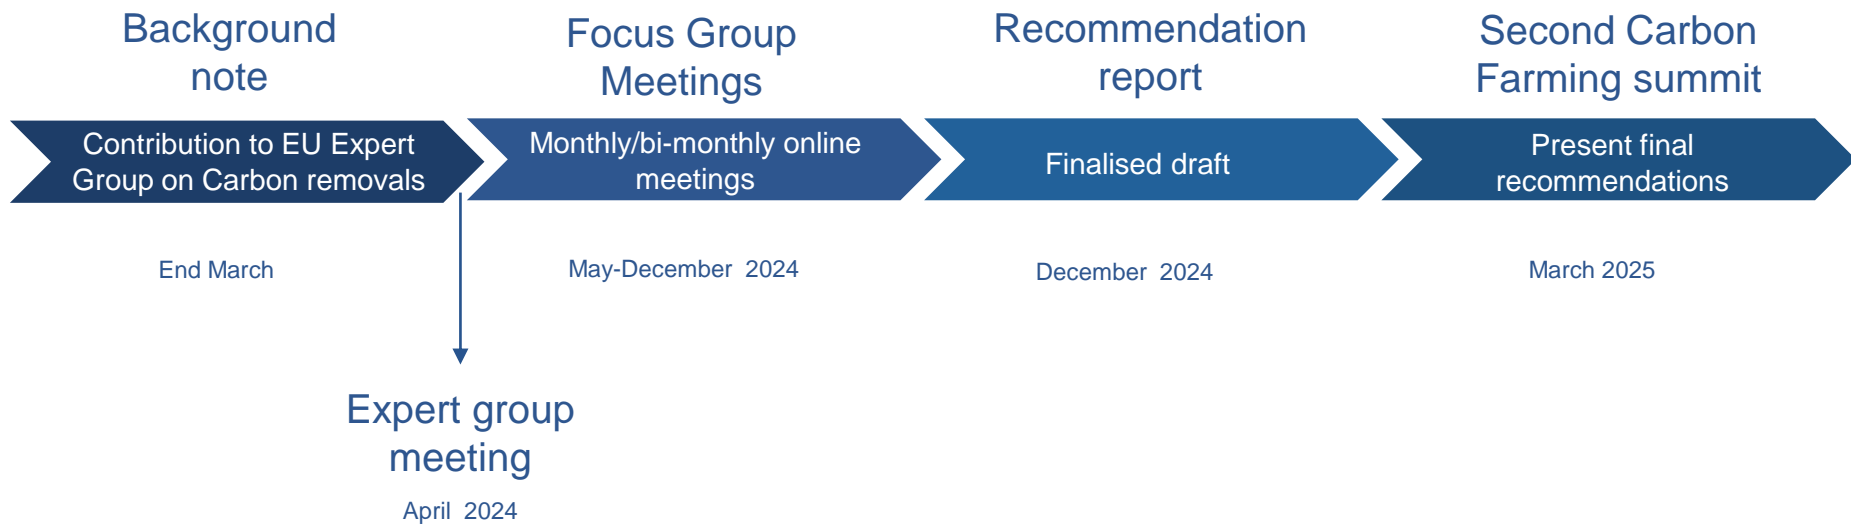 Background
note
Focus Group
Meetings
Recommendation
report
Second Carbon
Farming summit
Contribution to EU Expert
Group on Carbon removals
Monthly/bi-monthly online
meetings
Finalised draft
Present final
recommendations
End March
May-December 2024
December 2024
March 2025
Expert group
meeting
April 2024